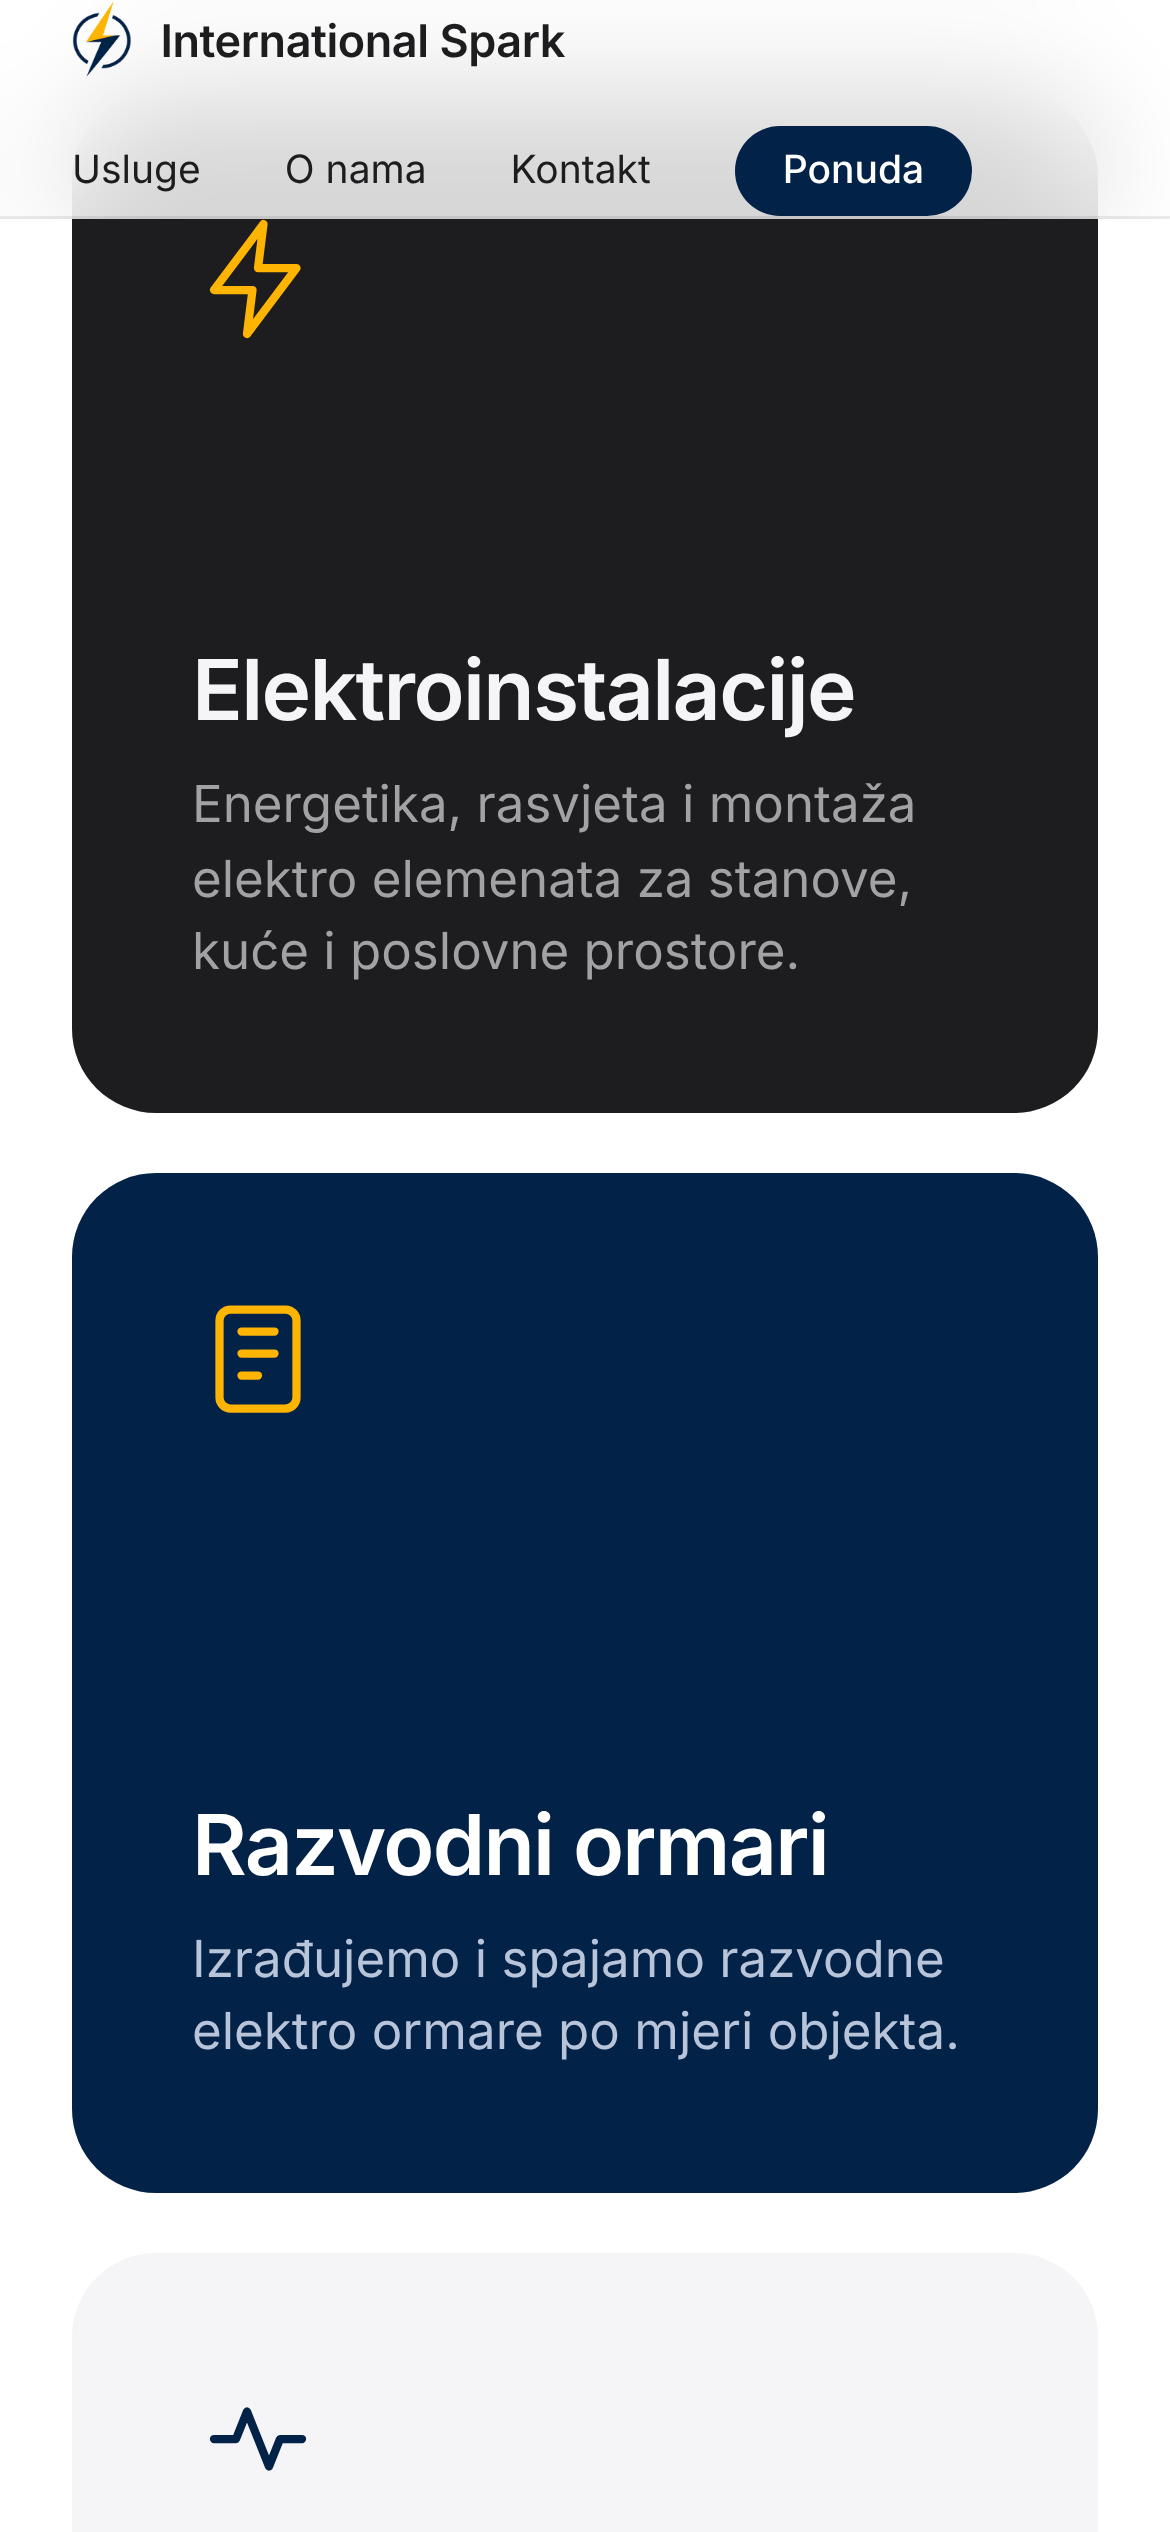 International Spark
Usluge O nama Kontakt Ponuda
Elektroinstalacije
Energetika, rasvjeta i montaža
elektro elemenata za stanove,
kuće i poslovne prostore.
Razvodni ormari
Izrađujemo i spajamo razvodne
elektro ormare po mjeri objekta.